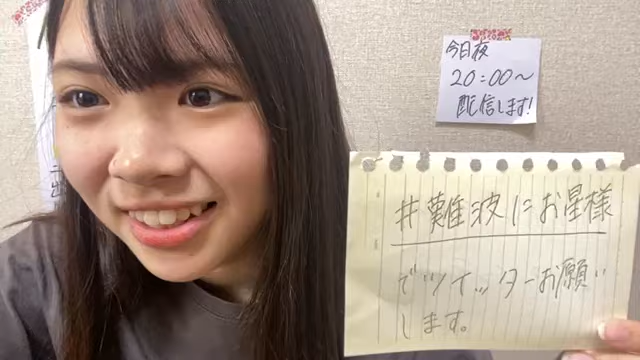 今日夜
20:00〜
配信します!
#難波にお星様
でツイッターお願い
します。